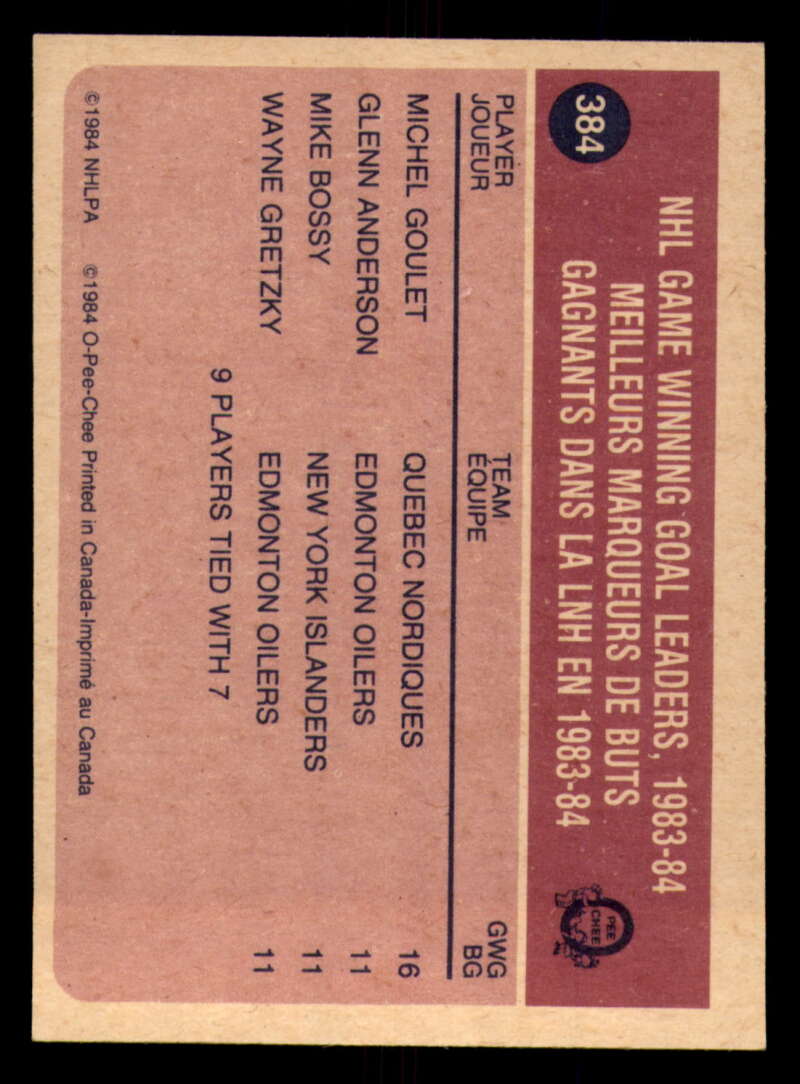 384
NHL GAME WINNING GOAL LEADERS, 1983-84
MEILLEURS MARQUEURS DE BUTS
GAGNANTS DANS LA LNH EN 1983-84
PEE
CHEE
PLAYER TEAM GWG
JOUEUR ÉQUIPE BG
MICHEL GOULET QUEBEC NORDIQUES 16
GLENN ANDERSON EDMONTON OILERS 11
MIKE BOSSY NEW YORK ISLANDERS 11
WAYNE GRETZKY EDMONTON OILERS 11
9 PLAYERS TIED WITH 7
©1984 NHLPA ©1984 O-Pee-Chee Printed in Canada-Imprimé au Canada